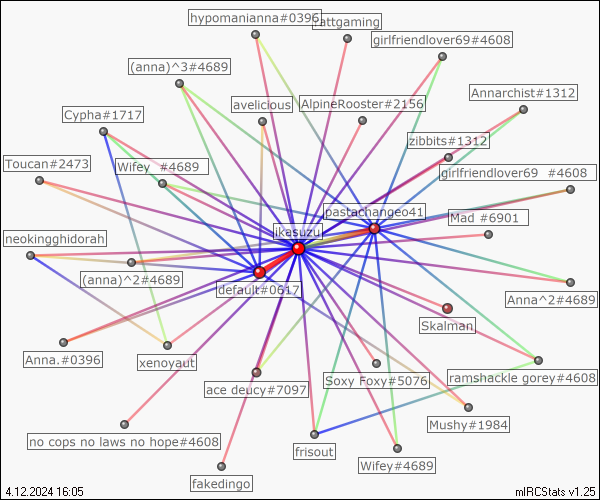 hypomanianna#0396
rattgaming
girlfriendlover69#4608
(anna)^3#4689
Annarchist#1312
avelicious
AlpineRooster#2156
Cypha#1717
zibbits#1312
Toucan#2473
Wifey_#4689
girlfriendlover69_#4608
pastachangeo41
Mad #6901
ikasuzu
neokingghidorah
(anna)^2#4689
default#0617
Anna^2#4689
Skalman_
Anna.#0396
xenoyaut
ace deucy#7097
Soxy Foxy#5076
ramshackle gorey#4608
Mushy#1984
no cops no laws no hope#4608
frisout
Wifey#4689
fakedingo
4.12.2024 16:05
mIRCStats v1.25